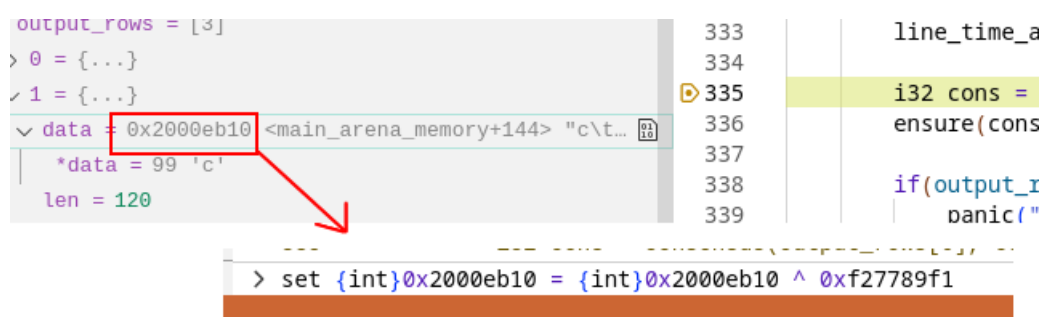 output_rows = [3]
> 0 = {...}
1 = {...}
data = 0x2000eb10 <main_arena_memory+144> "c\t...
*data = 99 'c'
len = 120
333 line_time_a
334
335 i32 cons =
336 ensure(cons
337
338 if(output_r
339 panic("
> set {int}0x2000eb10 = {int}0x2000eb10 ^ 0xf27789f1